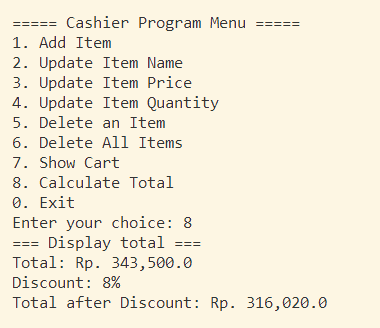 ===== Cashier Program Menu =====
1. Add Item
2. Update Item Name
3. Update Item Price
4. Update Item Quantity
5. Delete an Item
6. Delete All Items
7. Show Cart
8. Calculate Total
0. Exit
Enter your choice: 8
=== Display total ===
Total: Rp. 343,500.0
Discount: 8%
Total after Discount: Rp. 316,020.0